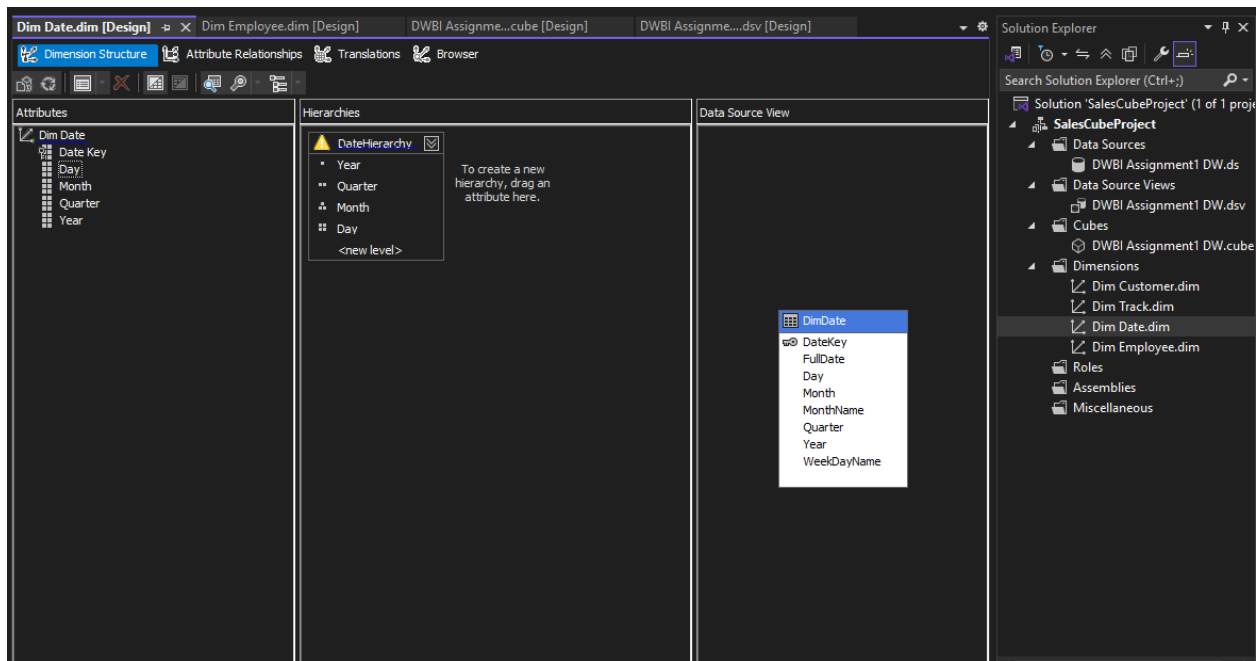 Dim Date.dim [Design]
Dim Employee.dim [Design]
DWBI Assignme...cube [Design]
DWBI Assignme....dsv [Design]
Dimension Structure
Attribute Relationships
Translations
Browser
Attributes
Dim Date
Date Key
Day
Month
Quarter
Year
Hierarchies
DateHierarchy
Year
Quarter
Month
Day
<new level>
To create a new
hierarchy, drag an
attribute here.
Data Source View
DimDate
DateKey
FullDate
Day
Month
MonthName
Quarter
Year
WeekDayName
Solution Explorer
Search Solution Explorer (Ctrl+;)
Solution 'SalesCubeProject' (1 of 1 proje
SalesCubeProject
Data Sources
DWBI Assignment1 DW.ds
Data Source Views
DWBI Assignment1 DW.dsv
Cubes
DWBI Assignment1 DW.cube
Dimensions
Dim Customer.dim
Dim Track.dim
Dim Date.dim
Dim Employee.dim
Roles
Assemblies
Miscellaneous